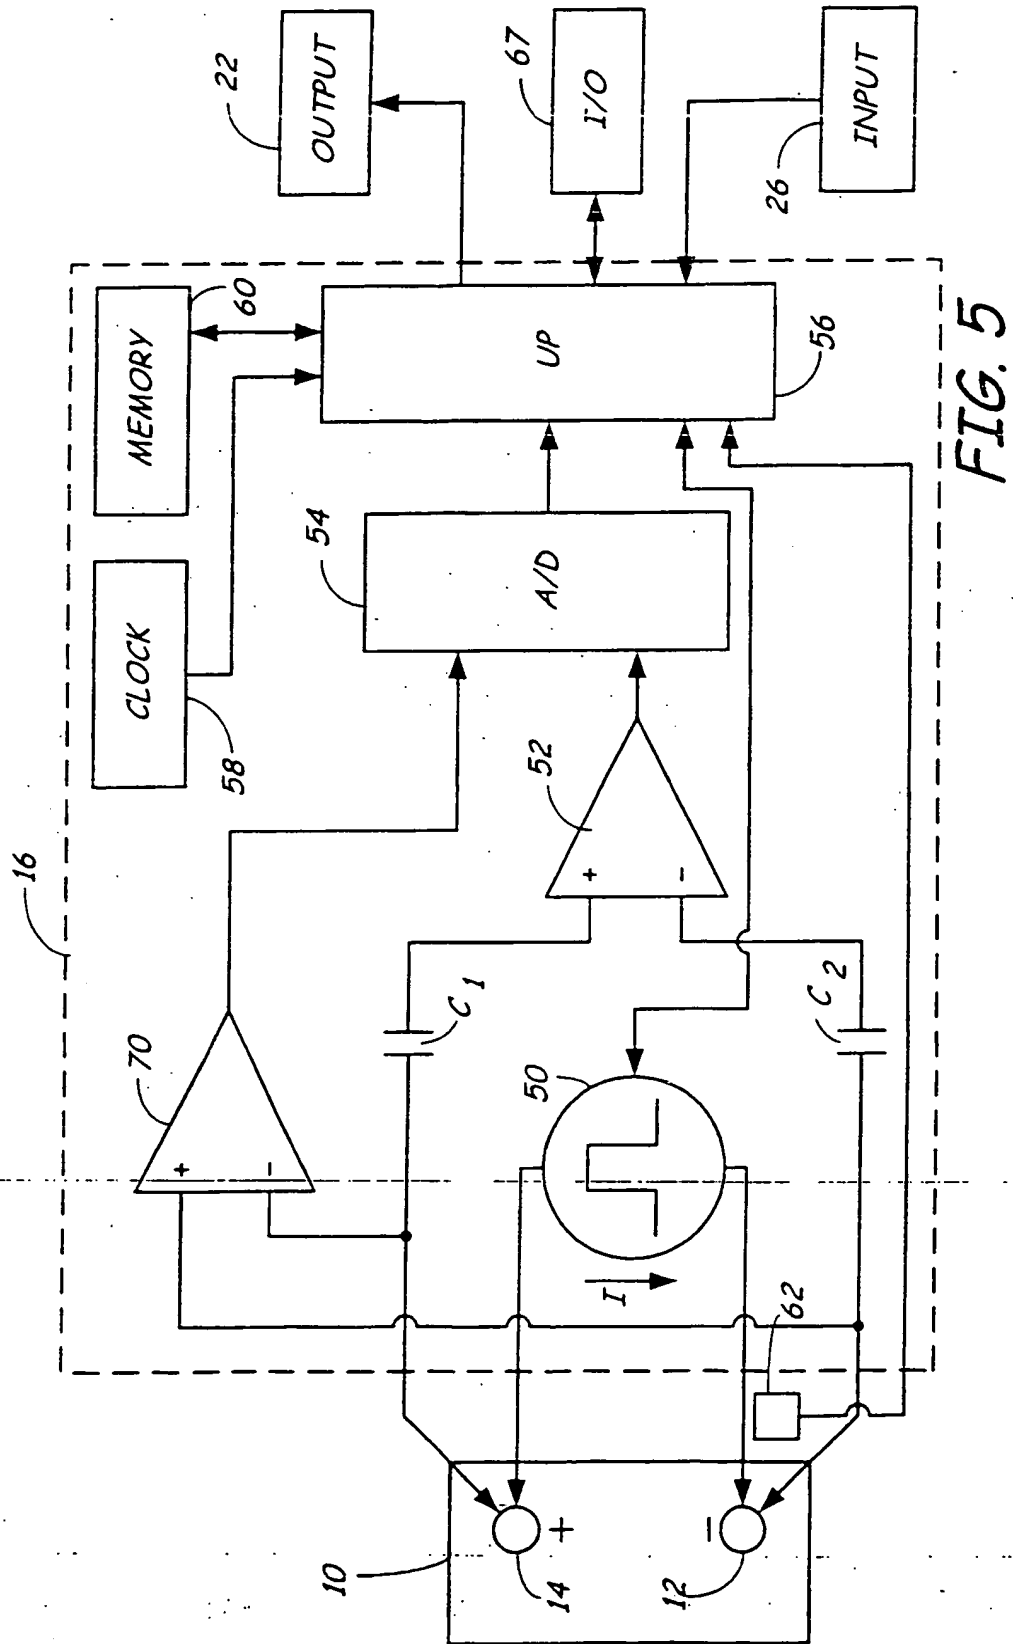 16
CLOCK
58
MEMORY
60
OUTPUT
22
70
+
-
54
A/D
UP
56
I/O
67
INPUT
26
C1
52
+
-
50
I
C2
62
10
14
+
12
-
FIG. 5